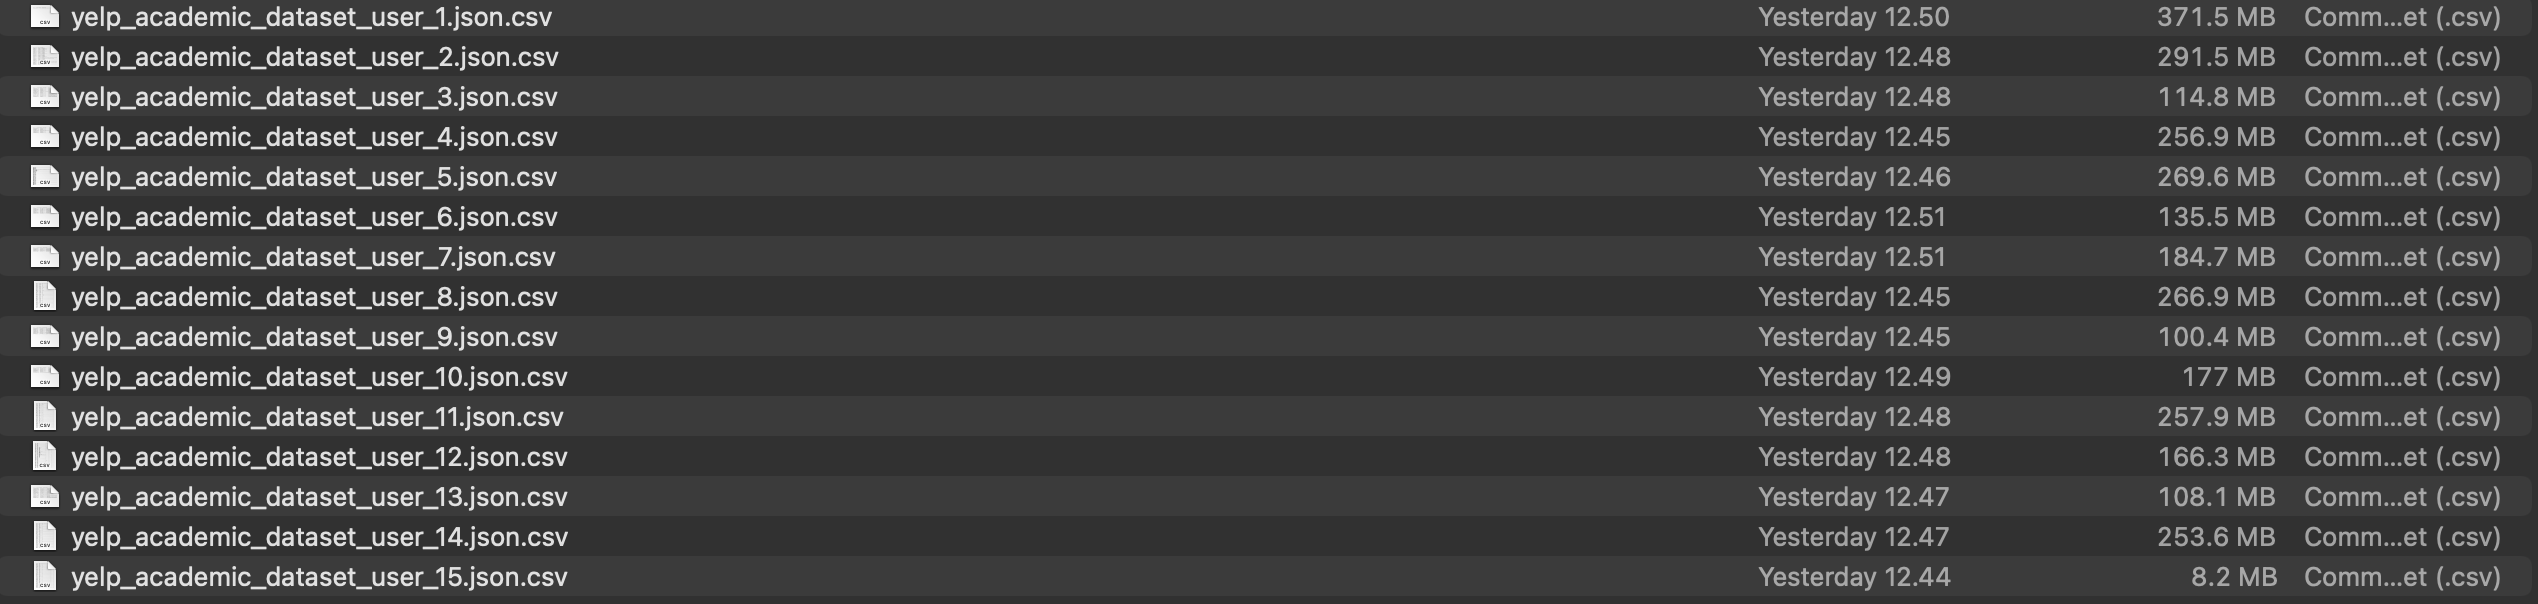 yelp_academic_dataset_user_1.json.csv Yesterday 12.50 371.5 MB Comm...et (.csv)
yelp_academic_dataset_user_2.json.csv Yesterday 12.48 291.5 MB Comm...et (.csv)
yelp_academic_dataset_user_3.json.csv Yesterday 12.48 114.8 MB Comm...et (.csv)
yelp_academic_dataset_user_4.json.csv Yesterday 12.45 256.9 MB Comm...et (.csv)
yelp_academic_dataset_user_5.json.csv Yesterday 12.46 269.6 MB Comm...et (.csv)
yelp_academic_dataset_user_6.json.csv Yesterday 12.51 135.5 MB Comm...et (.csv)
yelp_academic_dataset_user_7.json.csv Yesterday 12.51 184.7 MB Comm...et (.csv)
yelp_academic_dataset_user_8.json.csv Yesterday 12.45 266.9 MB Comm...et (.csv)
yelp_academic_dataset_user_9.json.csv Yesterday 12.45 100.4 MB Comm...et (.csv)
yelp_academic_dataset_user_10.json.csv Yesterday 12.49 177 MB Comm...et (.csv)
yelp_academic_dataset_user_11.json.csv Yesterday 12.48 257.9 MB Comm...et (.csv)
yelp_academic_dataset_user_12.json.csv Yesterday 12.48 166.3 MB Comm...et (.csv)
yelp_academic_dataset_user_13.json.csv Yesterday 12.47 108.1 MB Comm...et (.csv)
yelp_academic_dataset_user_14.json.csv Yesterday 12.47 253.6 MB Comm...et (.csv)
yelp_academic_dataset_user_15.json.csv Yesterday 12.44 8.2 MB Comm...et (.csv)